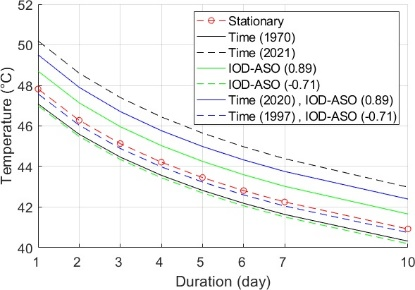 52
50
48
46
44
42
40
Temperature (°C)
Stationary
Time (1970)
Time (2021)
IOD-ASO (0.89)
IOD-ASO (-0.71)
Time (2020) , IOD-ASO (0.89)
Time (1997) , IOD-ASO (-0.71)
1 2 3 4 5 6 7 10
Duration (day)